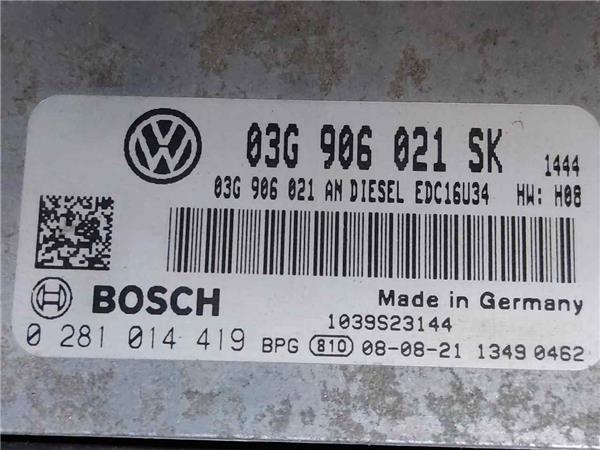 03G 906 021 SK 1444
03G 906 021 AN DIESEL EDC16U34 HW: H08
BOSCH Made in Germany
1039S23144
0 281 014 419 BPG 810 08-08-21 1349 0462